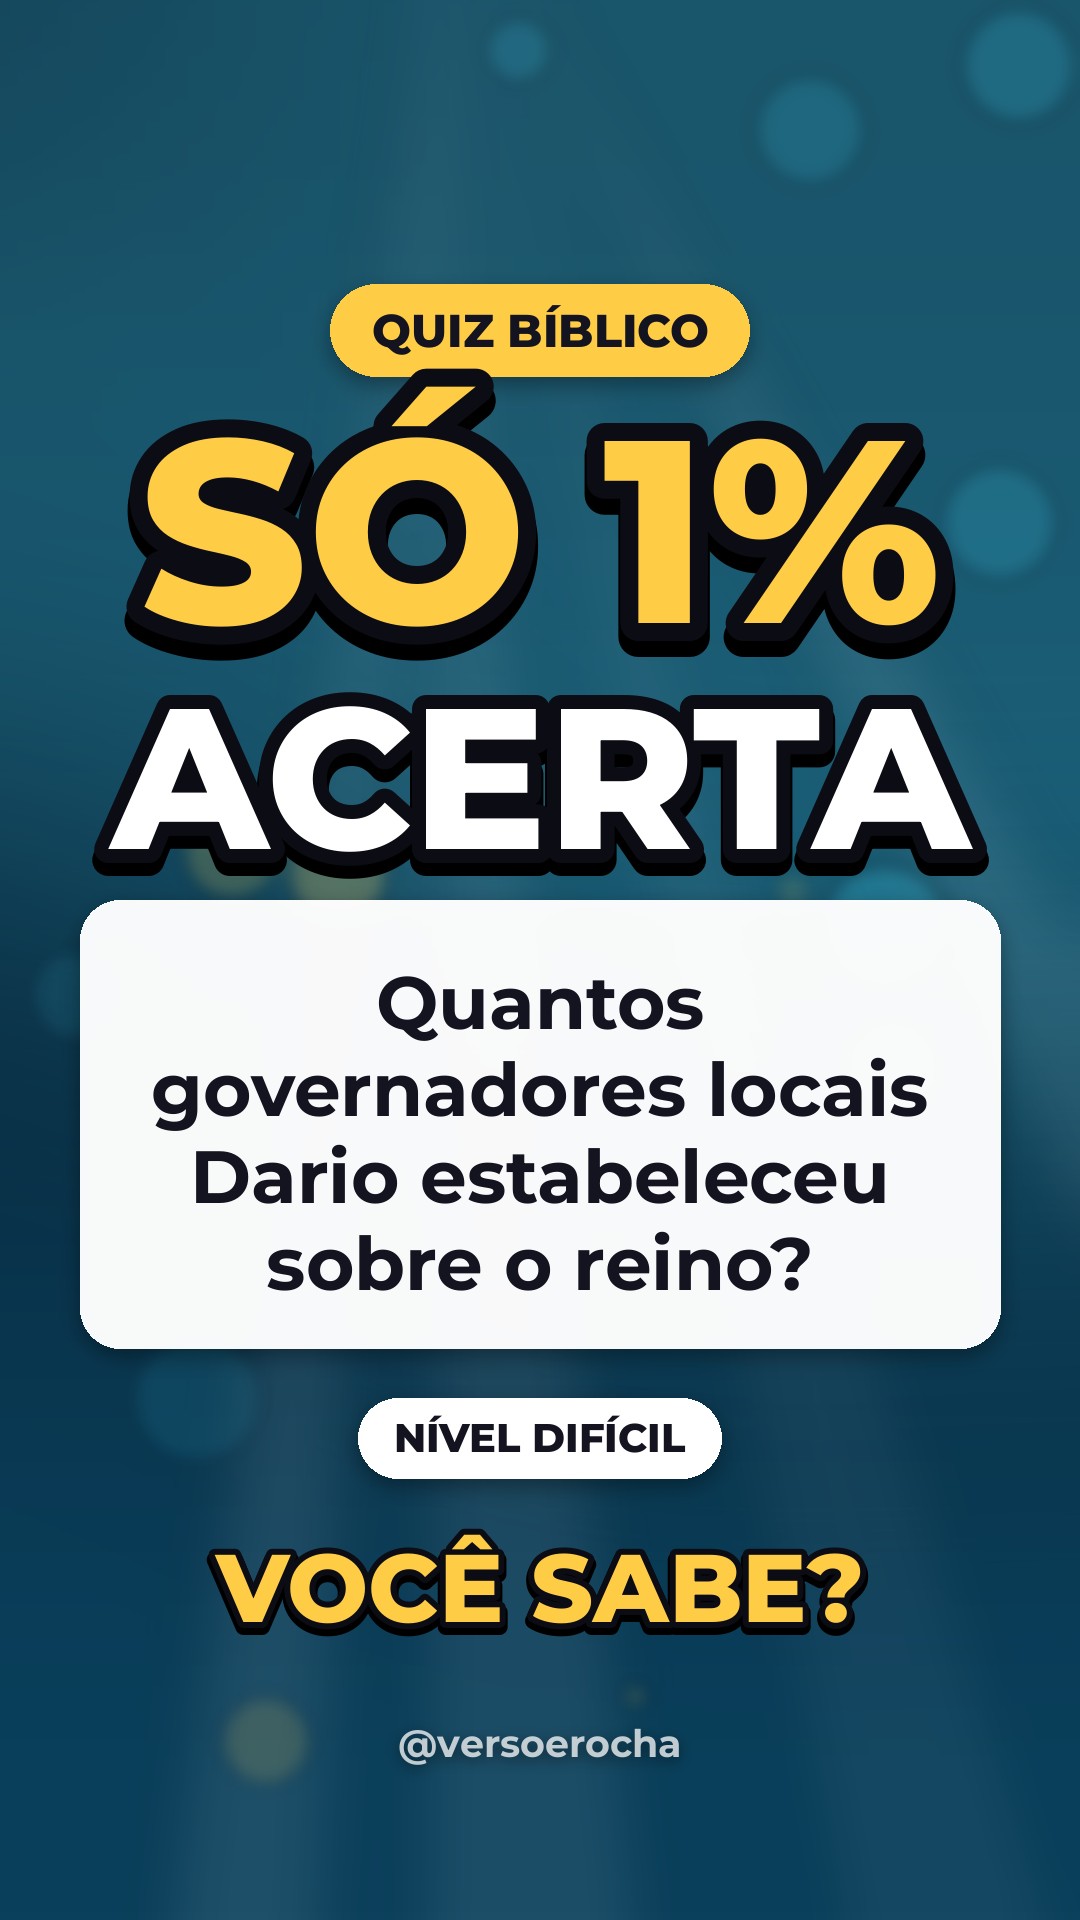 QUIZ BÍBLICO
SÓ 1%
ACERTA
Quantos
governadores locais
Dario estabeleceu
sobre o reino?
NÍVEL DIFÍCIL
VOCÊ SABE?
@versoerocha